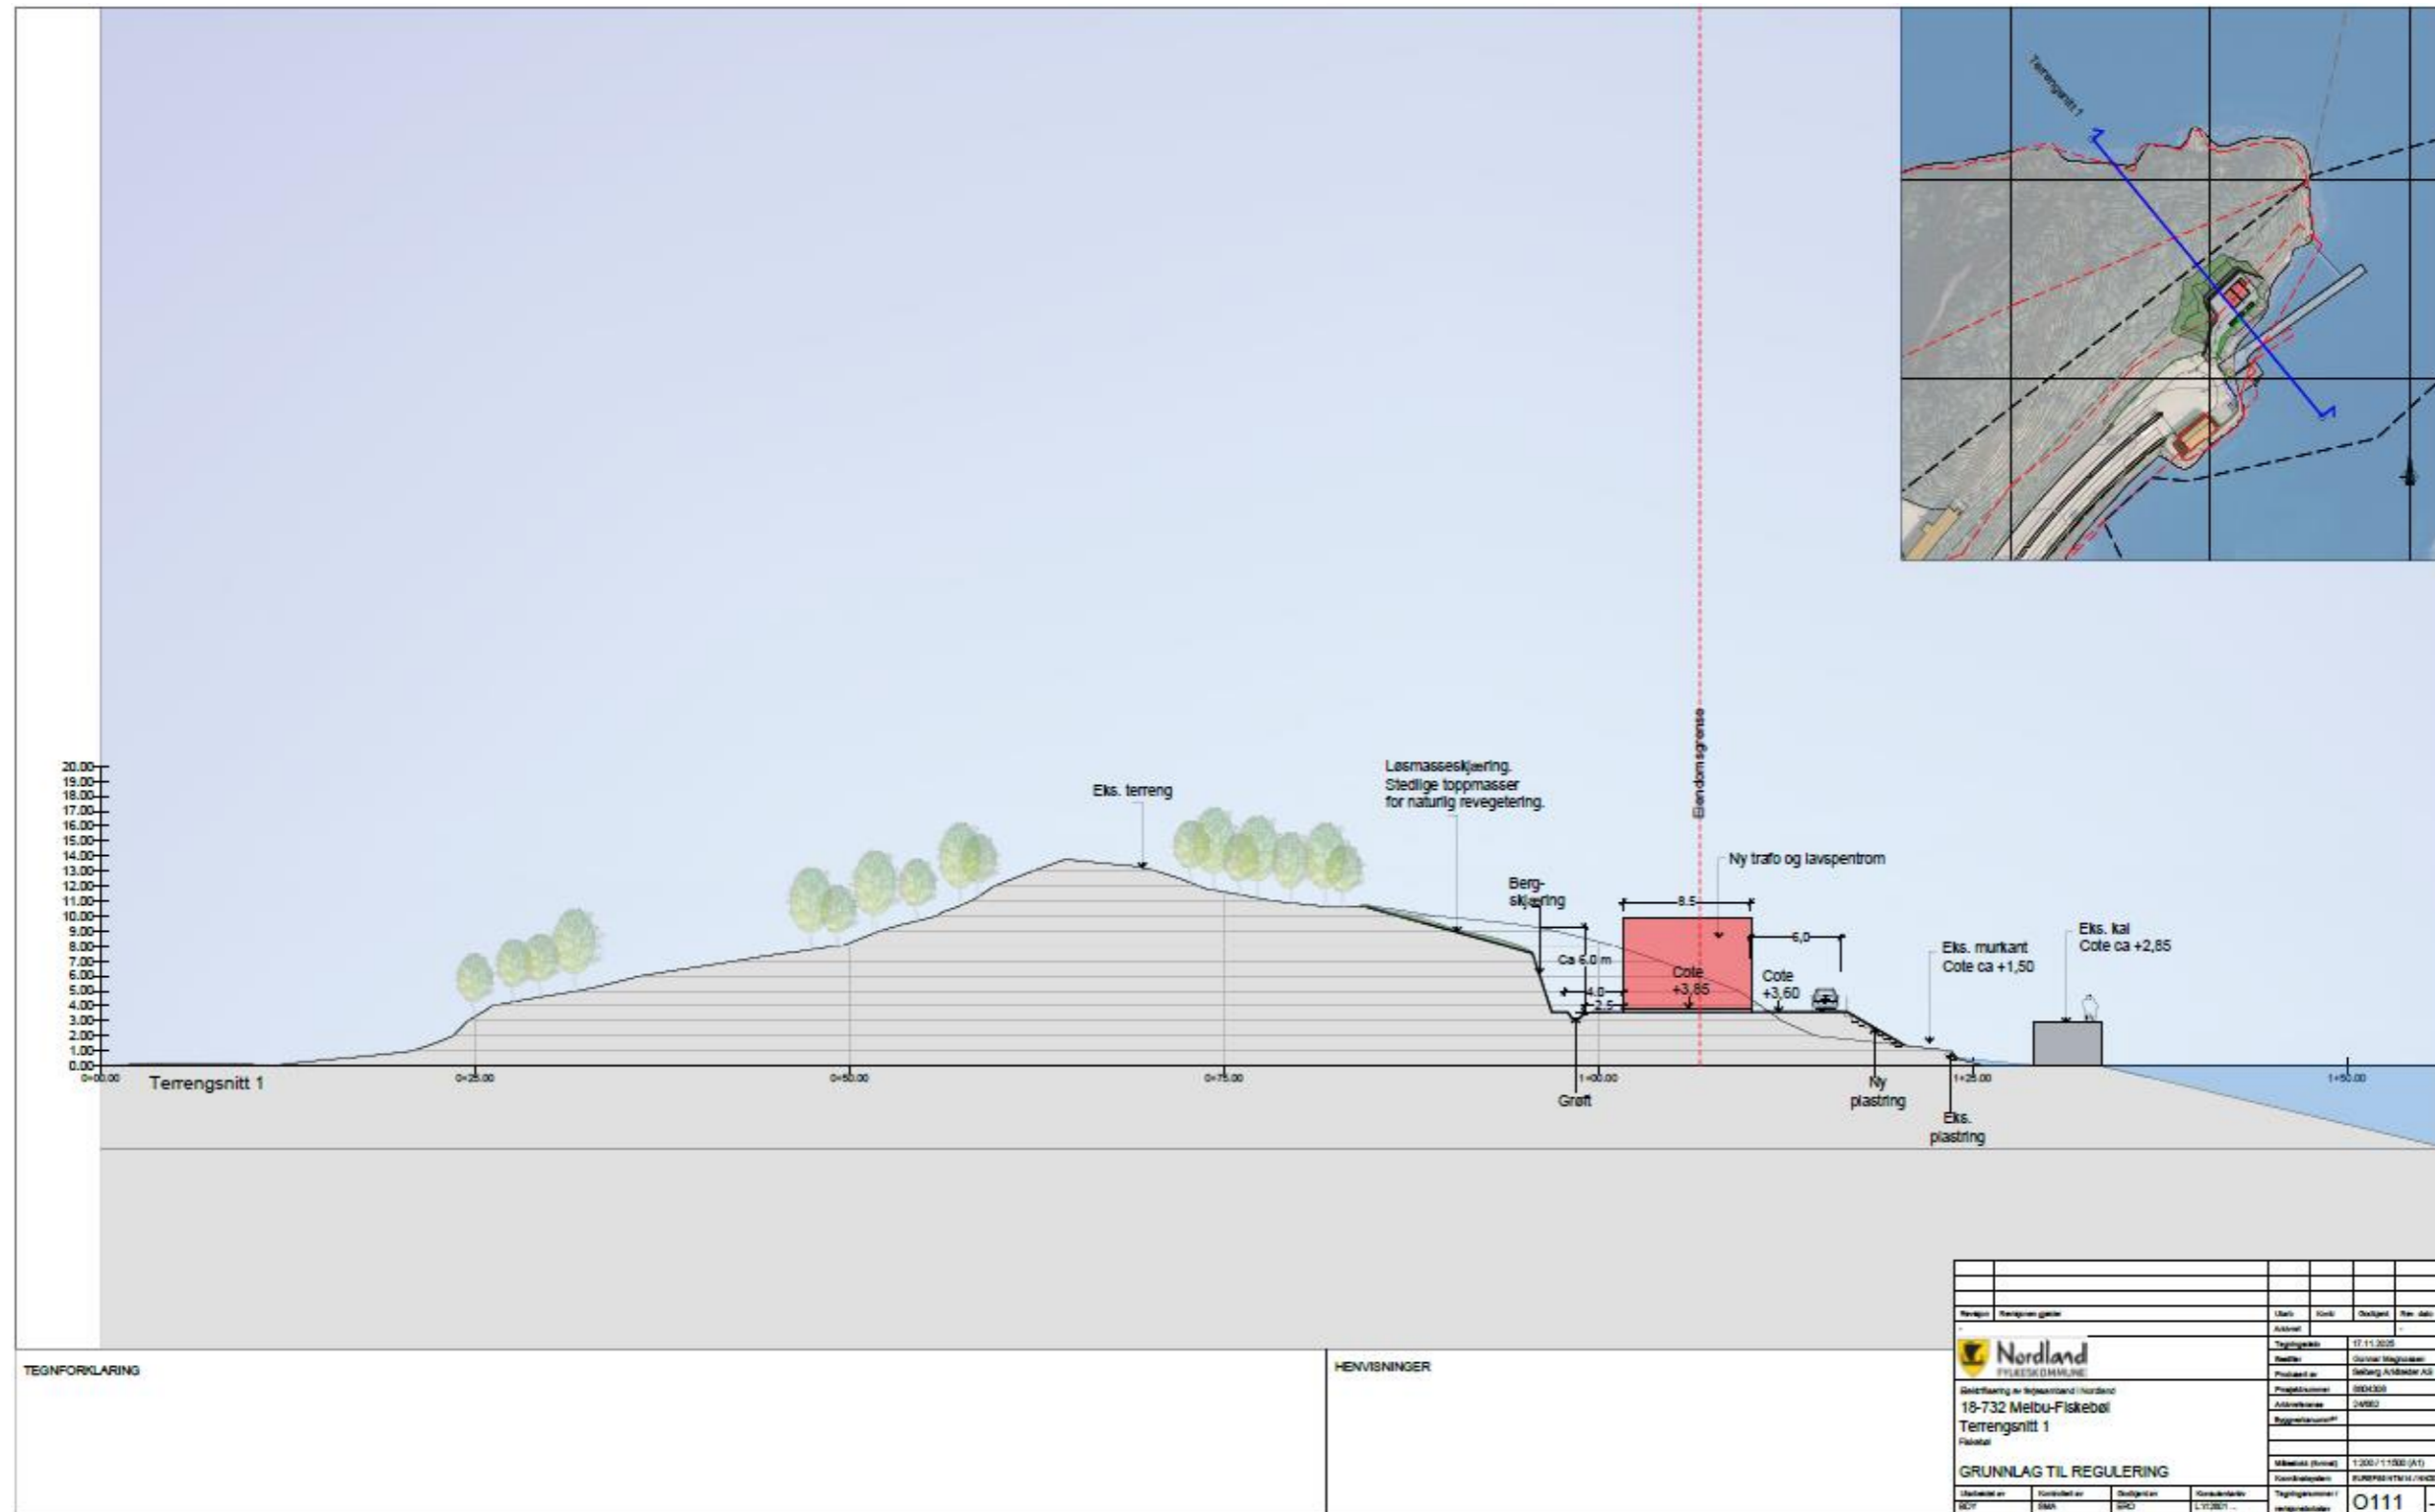 Terrengsnitt 1
Eiendomsgrense
Eks. terreng
Løsmasseskjæring.
Stedlige toppmasser
for naturlig revegetering.
Berg-
skjæring
Ny trafo og lavspentrom
8.5
6,0
Ca 6.0 m
4.0
2.5
Cote
+3,85
Cote
+3,60
Eks. murkant
Cote ca +1,50
Eks. kai
Cote ca +2,85
20.00
19.00
18.00
17.00
16.00
15.00
14.00
13.00
12.00
11.00
10.00
9.00
8.00
7.00
6.00
5.00
4.00
3.00
2.00
1.00
0.00
0+00.00 0+25.00 0+50.00 0+75.00 1+00.00 1+25.00 1+50.00
Terrengsnitt 1
Grøft
Ny
plastring
Eks.
plastring
TEGNFORKLARING
HENVISNINGER
Nordland
FYLKESKOMMUNE
Elektrifisering av fergesamband i Nordland
18-732 Melbu-Fiskebøl
Terrengsnitt 1
Fiskebøl
GRUNNLAG TIL REGULERING
17.11.2025
Gunnar Magnussen
1:200 / 1:1500 (A1)
O111